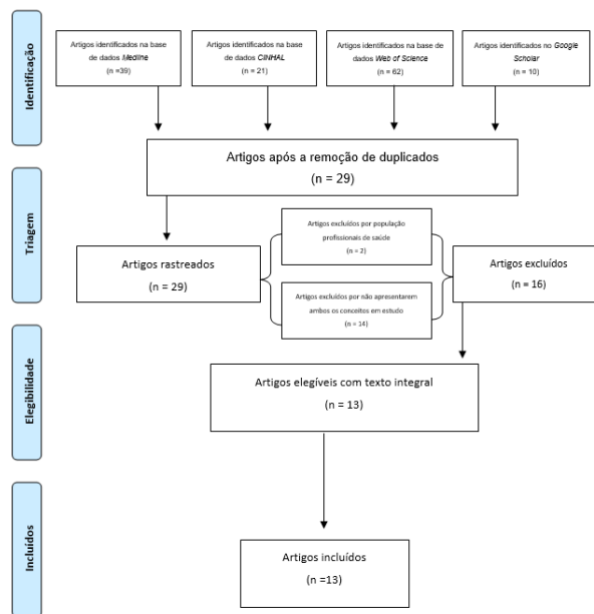 Identificação
Artigos identificados na base
de dados Medline
(n =39)
Artigos identificados na base
de dados CINHAL
(n = 21)
Artigos identificados na base de
dados Web of Science
(n = 62)
Artigos identificados no Google
Scholar
(n = 10)
Artigos após a remoção de duplicados
(n = 29)
Triagem
Artigos rastreados
(n = 29)
Artigos excluídos por população
profissionais de saúde
(n = 2)
Artigos excluídos por não apresentarem
ambos os conceitos em estudo
(n = 14)
Artigos excluídos
(n = 16)
Elegibilidade
Artigos elegíveis com texto integral
(n = 13)
Incluídos
Artigos incluídos
(n =13)